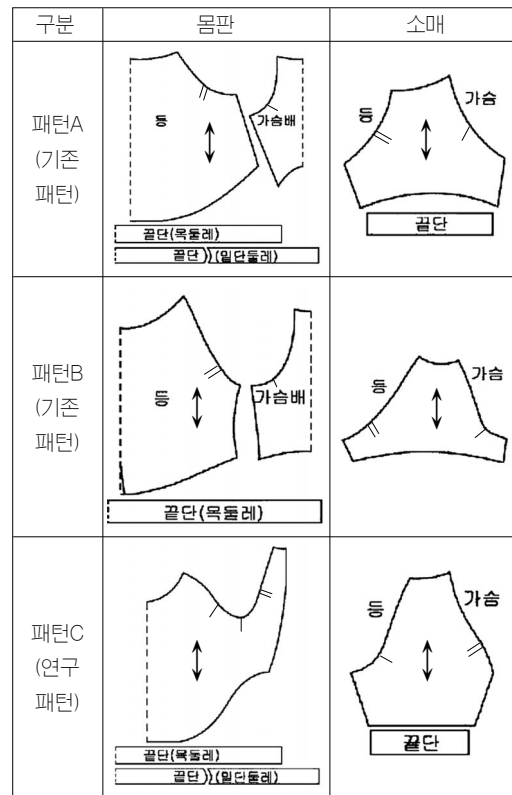 구분 몸판 소매
패턴A
(기존
패턴)
등
가슴배
끝단(목둘레)
끝단 (밑단둘레)
등
가슴
끝단
패턴B
(기존
패턴)
등
가슴배
끝단(목둘레)
등
가슴
패턴C
(연구
패턴)
끝단(목둘레)
끝단 (밑단둘레)
등
가슴
끝단